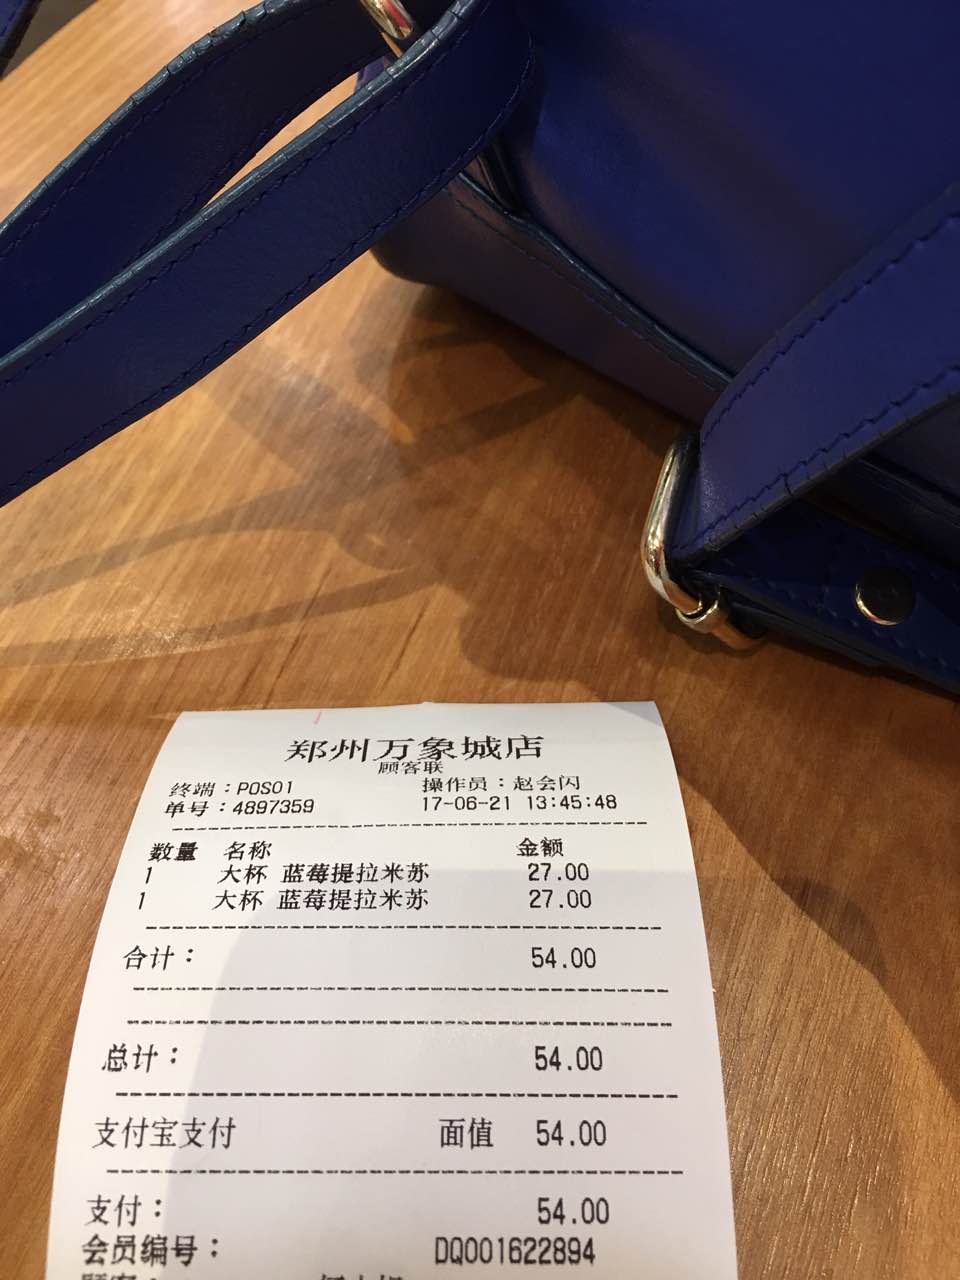 郑州万象城店
顾客联
终端：POS01 操作员：赵会闪
单号：4897359 17-06-21 13:45:48
数量 名称 金额
1 大杯 蓝莓提拉米苏 27.00
1 大杯 蓝莓提拉米苏 27.00
合计： 54.00
总计： 54.00
支付宝支付 面值 54.00
支付： 54.00
会员编号： DQ001622894